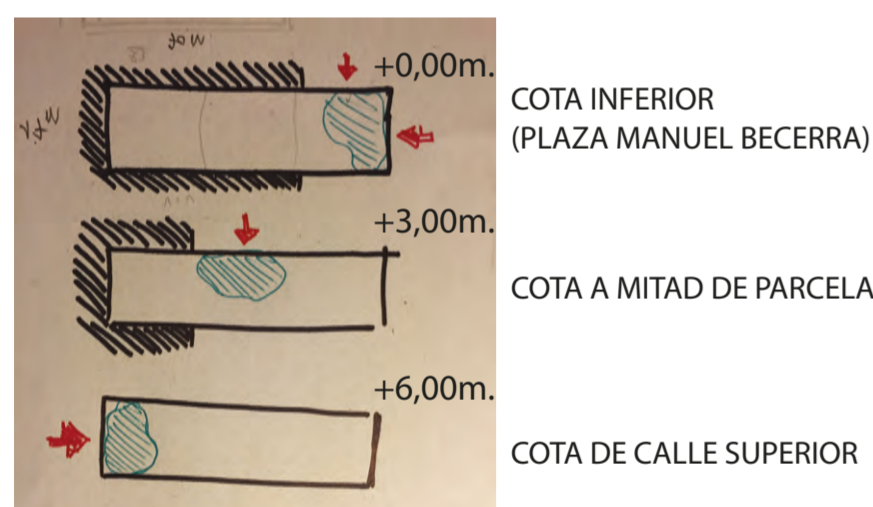 +0,00m.
COTA INFERIOR
(PLAZA MANUEL BECERRA)
+3,00m.
COTA A MITAD DE PARCELA
+6,00m.
COTA DE CALLE SUPERIOR